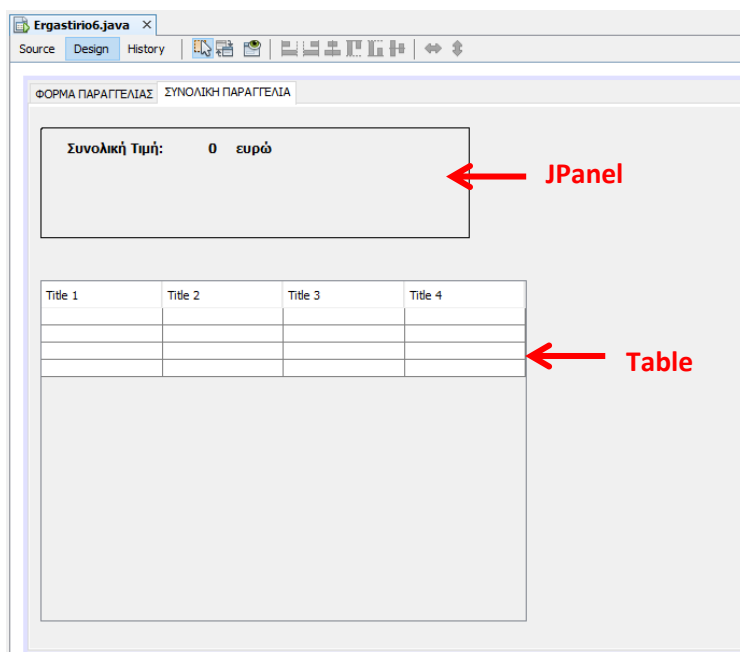 Ergastirio6.java ×
Source Design History
ΦΟΡΜΑ ΠΑΡΑΓΓΕΛΙΑΣ ΣΥΝΟΛΙΚΗ ΠΑΡΑΓΓΕΛΙΑ
Συνολική Τιμή: 0 ευρώ
JPanel
Title 1 Title 2 Title 3 Title 4
Table